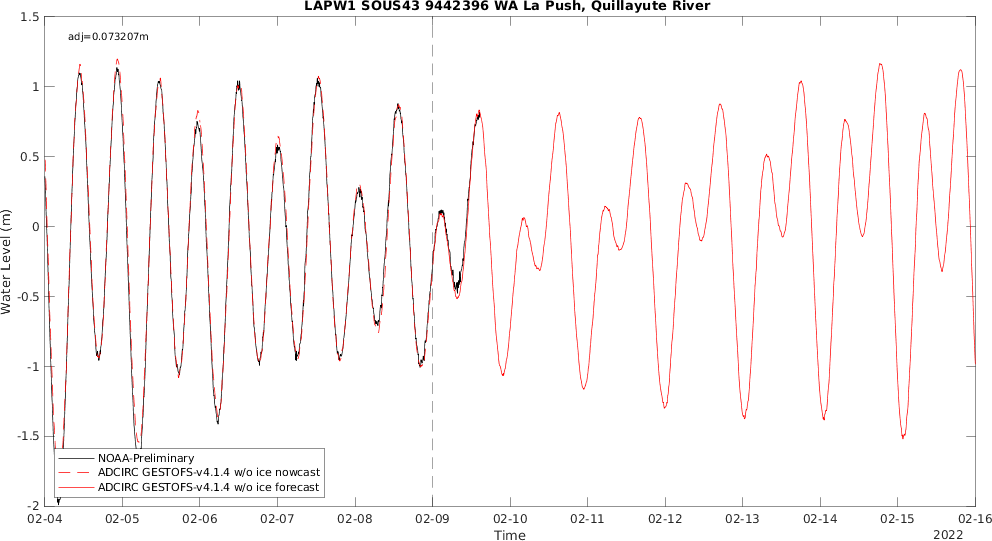 LAPW1 SOUS43 9442396 WA La Push, Quillayute River
1.5
adj=0.073207m
1
0.5
0
-0.5
-1
-1.5
-2
Water Level (m)
NOAA-Preliminary
ADCIRC GESTOFS-v4.1.4 w/o ice nowcast
ADCIRC GESTOFS-v4.1.4 w/o ice forecast
02-04 02-05 02-06 02-07 02-08 02-09 02-10 02-11 02-12 02-13 02-14 02-15 02-16
Time
2022